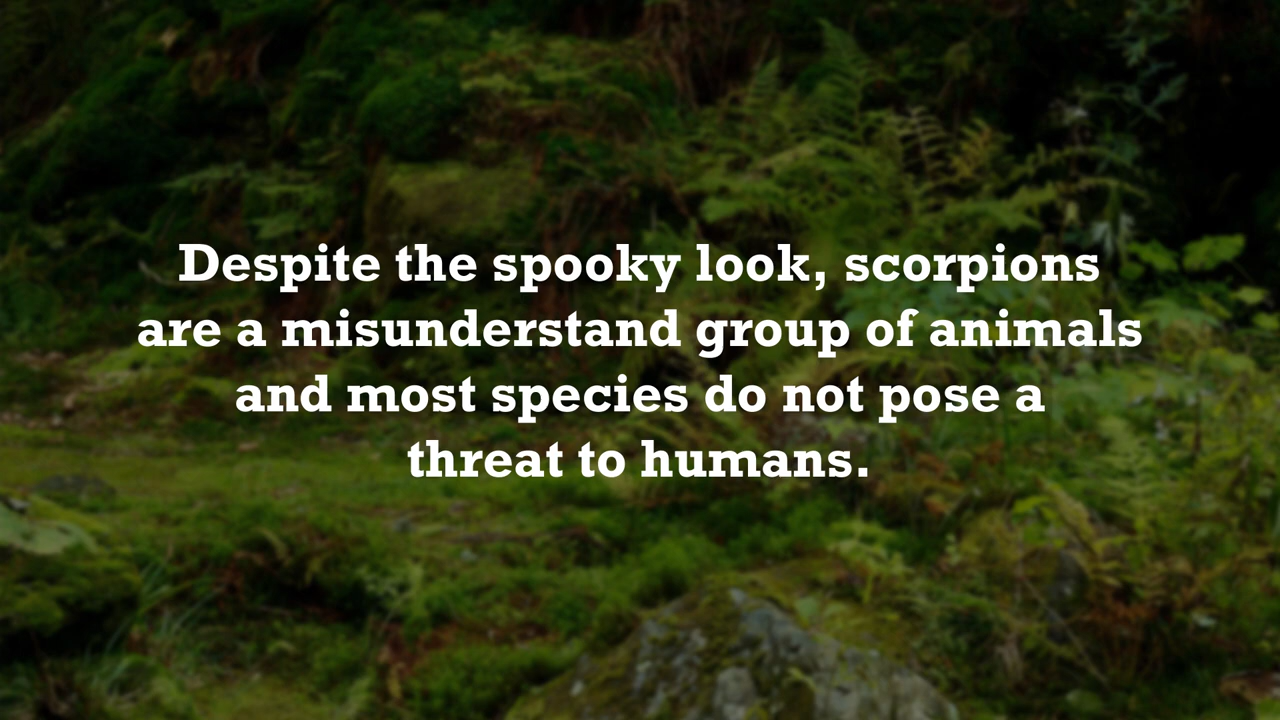 Despite the spooky look, scorpions
are a misunderstand group of animals
and most species do not pose a
threat to humans.